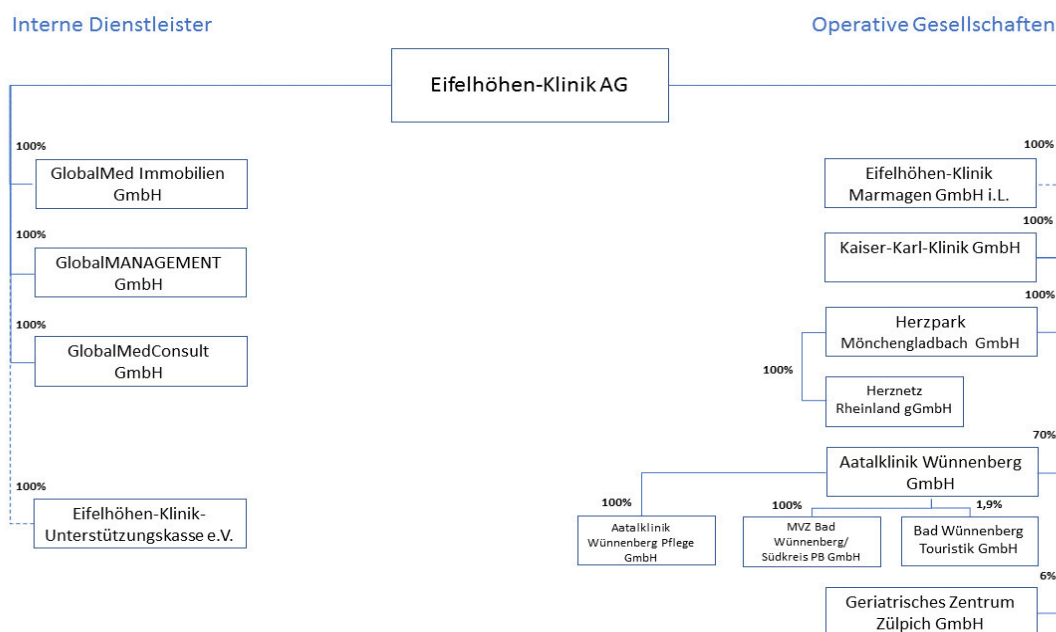 Interne Dienstleister
Operative Gesellschaften
Eifelhöhen-Klinik AG
100%
GlobalMed Immobilien
GmbH
100%
GlobalMANAGEMENT
GmbH
100%
GlobalMedConsult
GmbH
100%
Eifelhöhen-Klinik-
Unterstützungskasse e.V.
100%
Eifelhöhen-Klinik
Marmagen GmbH i.L.
100%
Kaiser-Karl-Klinik GmbH
100%
Herzpark
Mönchengladbach GmbH
100%
Herznetz
Rheinland gGmbH
70%
Aatalklinik Wünnenberg
GmbH
100%
Aatalklinik
Wünnenberg Pflege
GmbH
100%
MVZ Bad
Wünnenberg/
Südkreis PB GmbH
1,9%
Bad Wünnenberg
Touristik GmbH
6%
Geriatrisches Zentrum
Zülpich GmbH